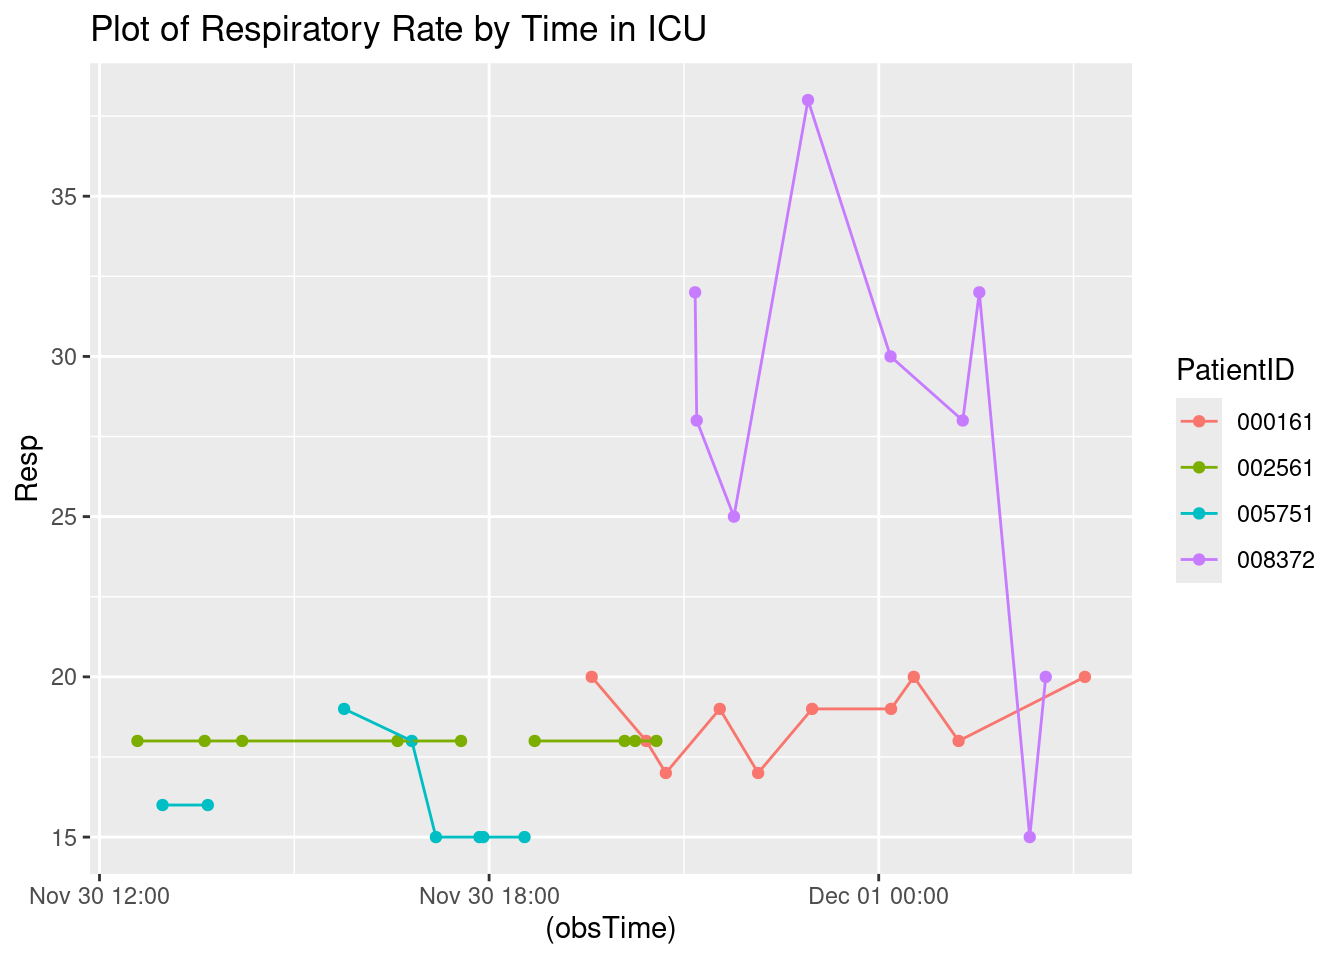 Plot of Respiratory Rate by Time in ICU
Resp
35
30
25
20
15
Nov 30 12:00 Nov 30 18:00 Dec 01 00:00
(obsTime)
PatientID
000161
002561
005751
008372